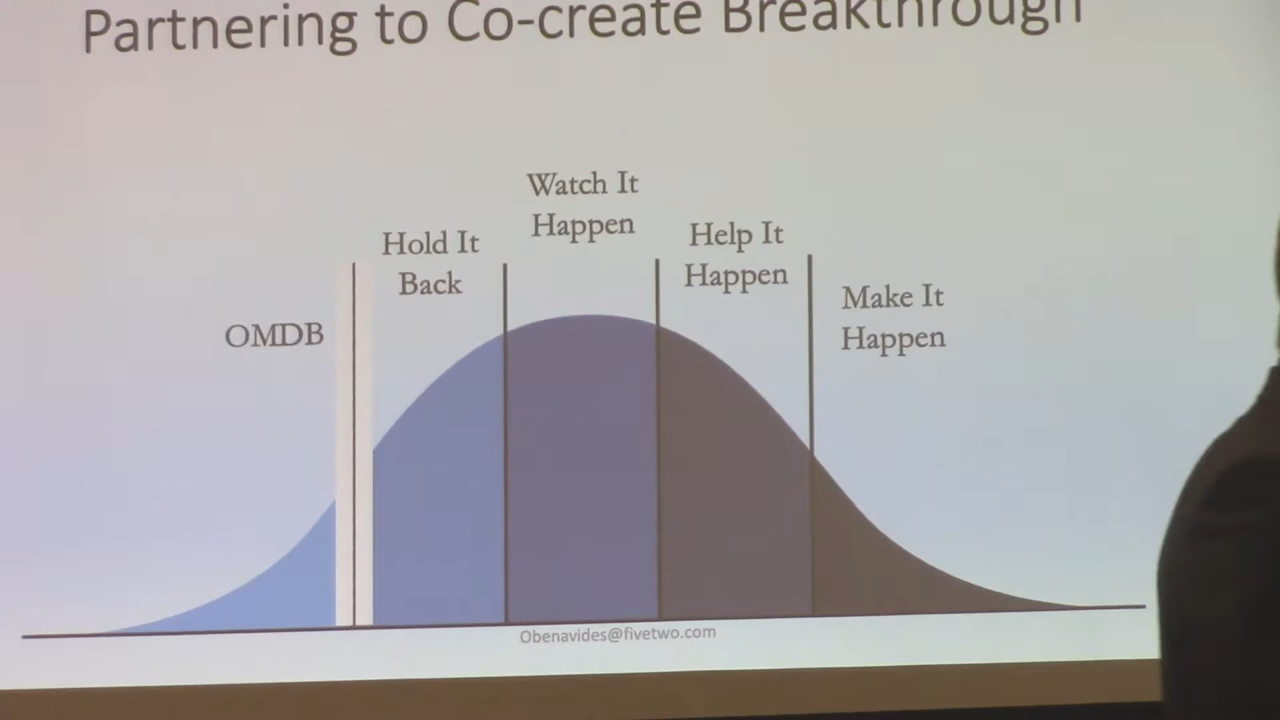 Partnering to Co-create Breakthrough
Watch It
Happen
Hold It
Back
Help It
Happen
Make It
Happen
OMDB
Obenavides@fivetwo.com